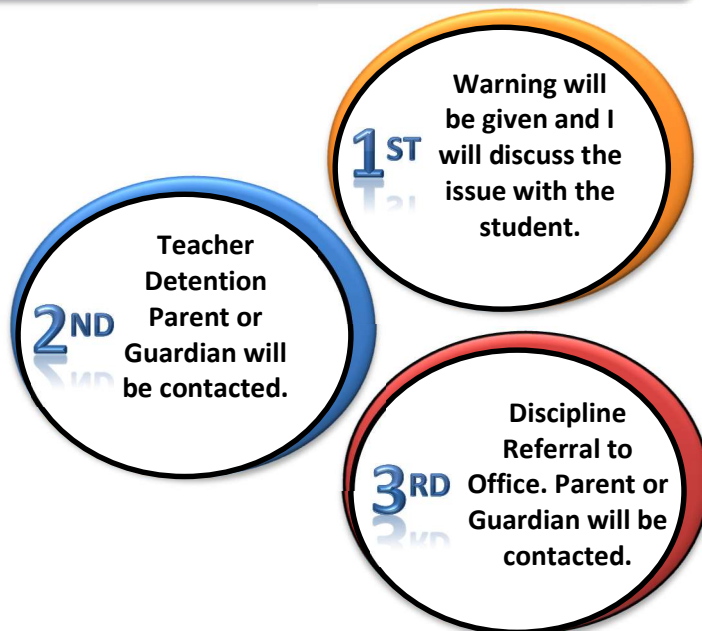 1ST
Warning will
be given and I
will discuss the
issue with the
student.
2ND
Teacher
Detention
Parent or
Guardian will
be contacted.
3RD
Discipline
Referral to
Office. Parent or
Guardian will be
contacted.